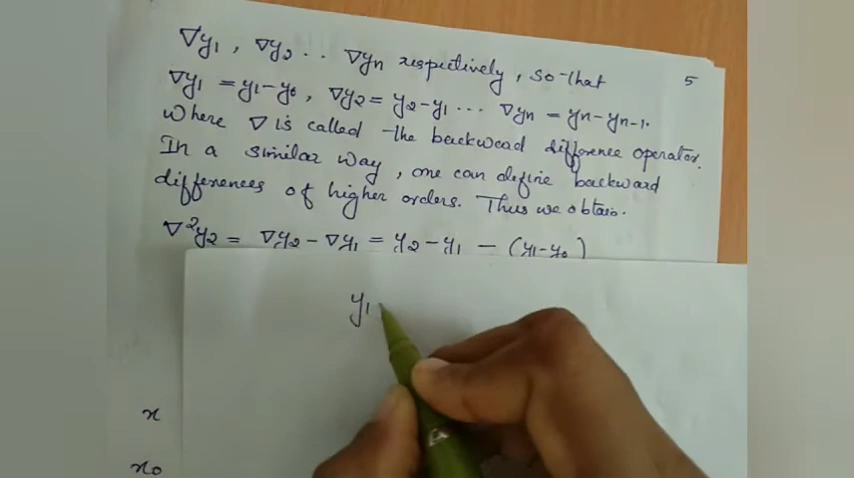 ∇y1, ∇y2 .. ∇yn respectively, so that
5
∇y1 = y1-y0, ∇y2 = y2-y1 ... ∇yn = yn-yn-1.
Where ∇ is called the backward difference operator.
In a similar way, one can define backward
differences of higher orders. Thus we obtain.
∇²y2 = ∇y2 - ∇y1 = y2-y1 - (y1-y0)
y1
x
x0